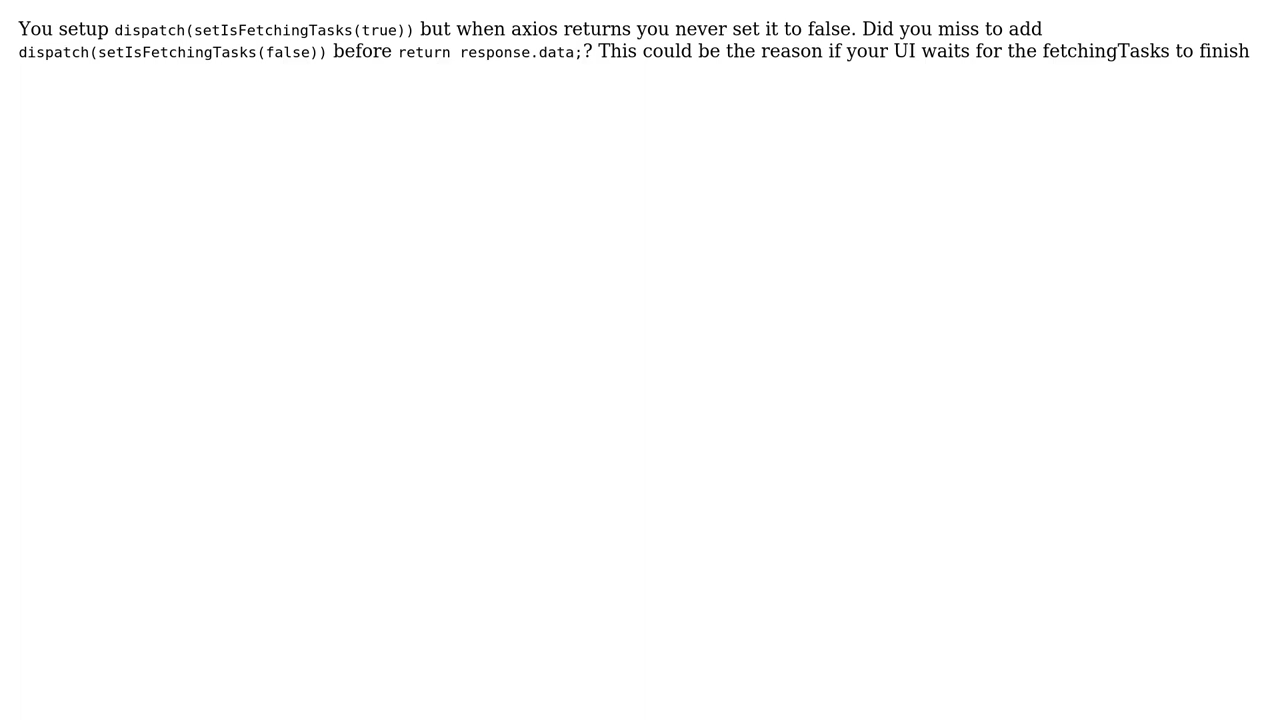 You setup dispatch(setIsFetchingTasks(true)) but when axios returns you never set it to false. Did you miss to add
dispatch(setIsFetchingTasks(false)) before return response.data;? This could be the reason if your UI waits for the fetchingTasks to finish